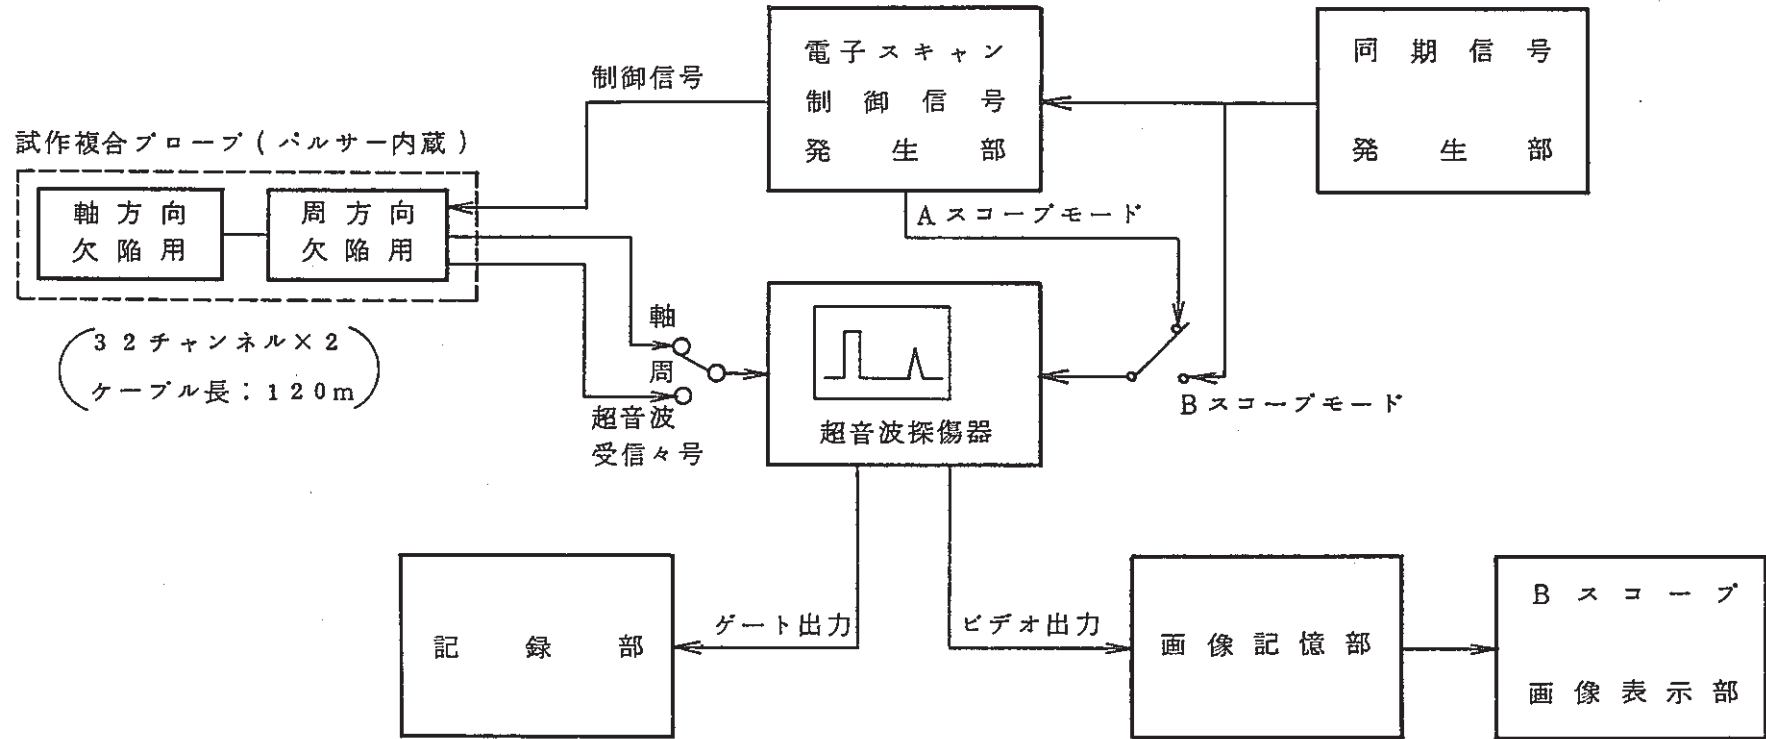 電子スキャン
制御信号
発生部
同期信号
発生部
制御信号
試作複合プローブ(パルサー内蔵)
軸方向
欠陥用
周方向
欠陥用
Aスコープモード
32チャンネル×2
ケーブル長:120m
軸
周
超音波
受信々号
超音波探傷器
Bスコープモード
記録部
ゲート出力
ビデオ出力
画像記憶部
Bスコープ
画像表示部